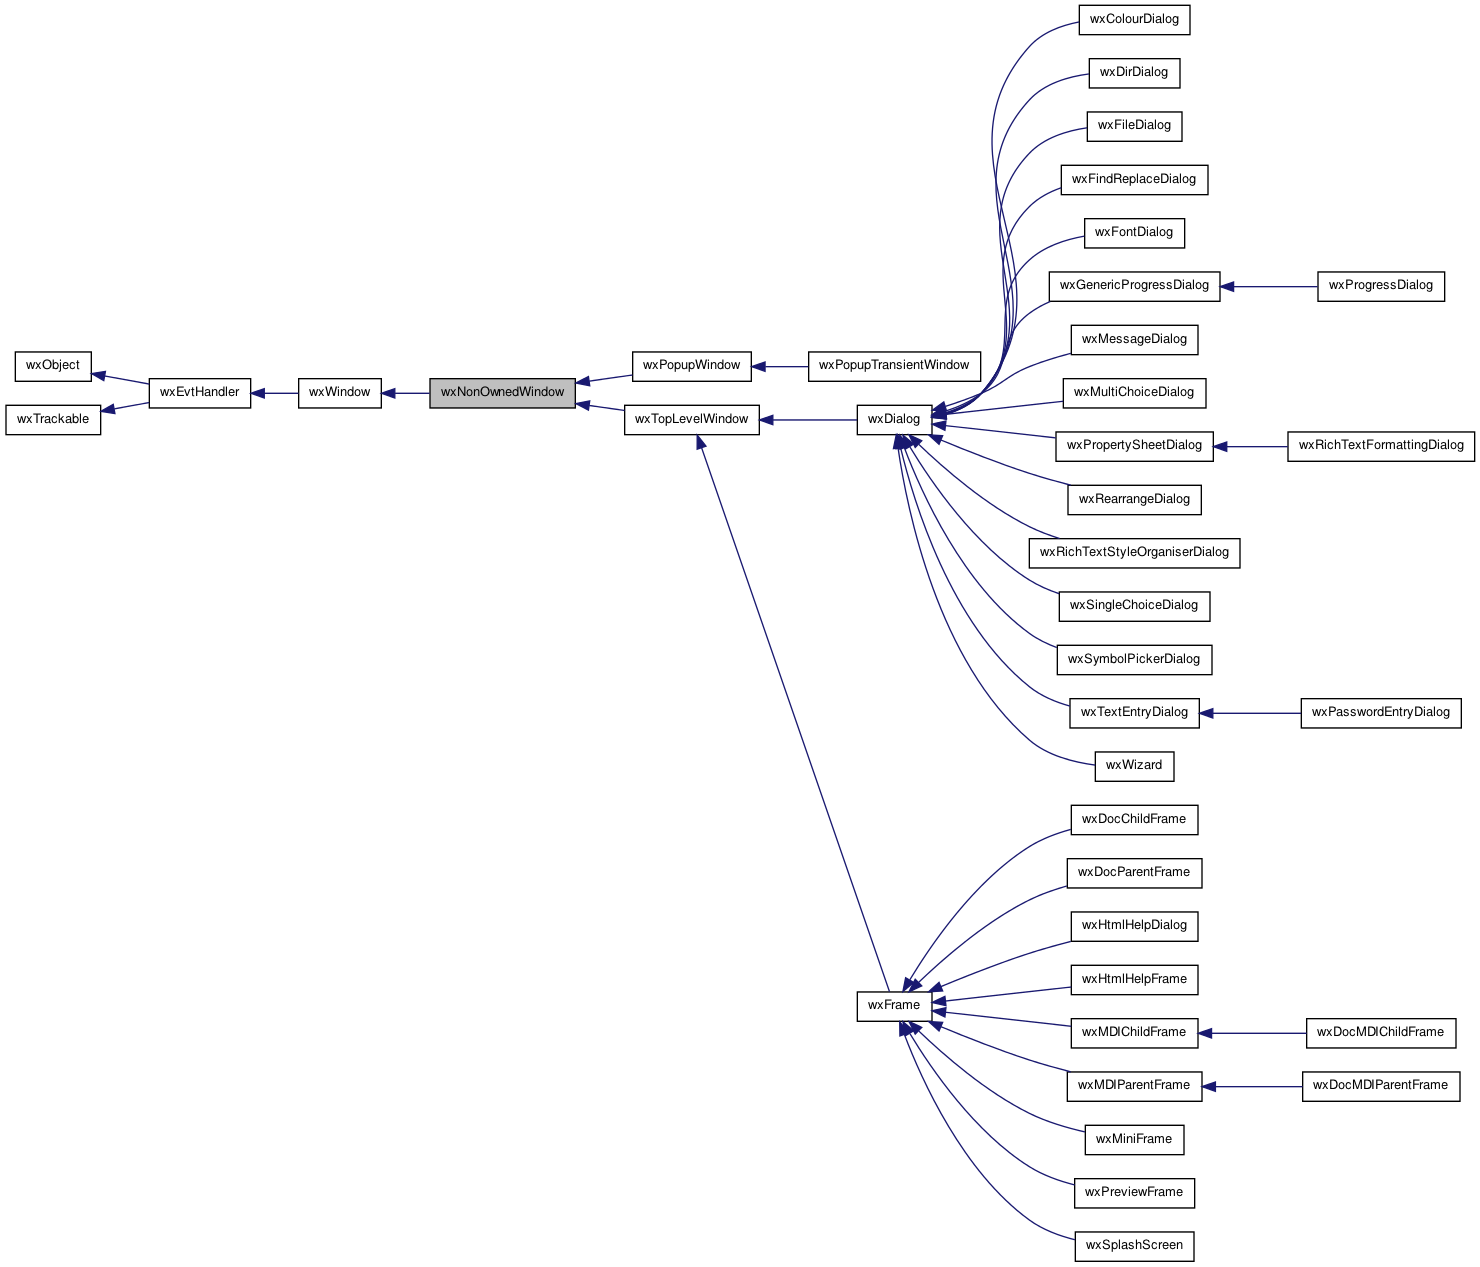 wxColourDialog
wxDirDialog
wxFileDialog
wxFindReplaceDialog
wxFontDialog
wxGenericProgressDialog
wxProgressDialog
wxMessageDialog
wxObject
wxPopupWindow
wxPopupTransientWindow
wxEvtHandler
wxWindow
wxNonOwnedWindow
wxMultiChoiceDialog
wxTrackable
wxTopLevelWindow
wxDialog
wxPropertySheetDialog
wxRichTextFormattingDialog
wxRearrangeDialog
wxRichTextStyleOrganiserDialog
wxSingleChoiceDialog
wxSymbolPickerDialog
wxTextEntryDialog
wxPasswordEntryDialog
wxWizard
wxDocChildFrame
wxDocParentFrame
wxHtmlHelpDialog
wxHtmlHelpFrame
wxFrame
wxMDIChildFrame
wxDocMDIChildFrame
wxMDIParentFrame
wxDocMDIParentFrame
wxMiniFrame
wxPreviewFrame
wxSplashScreen